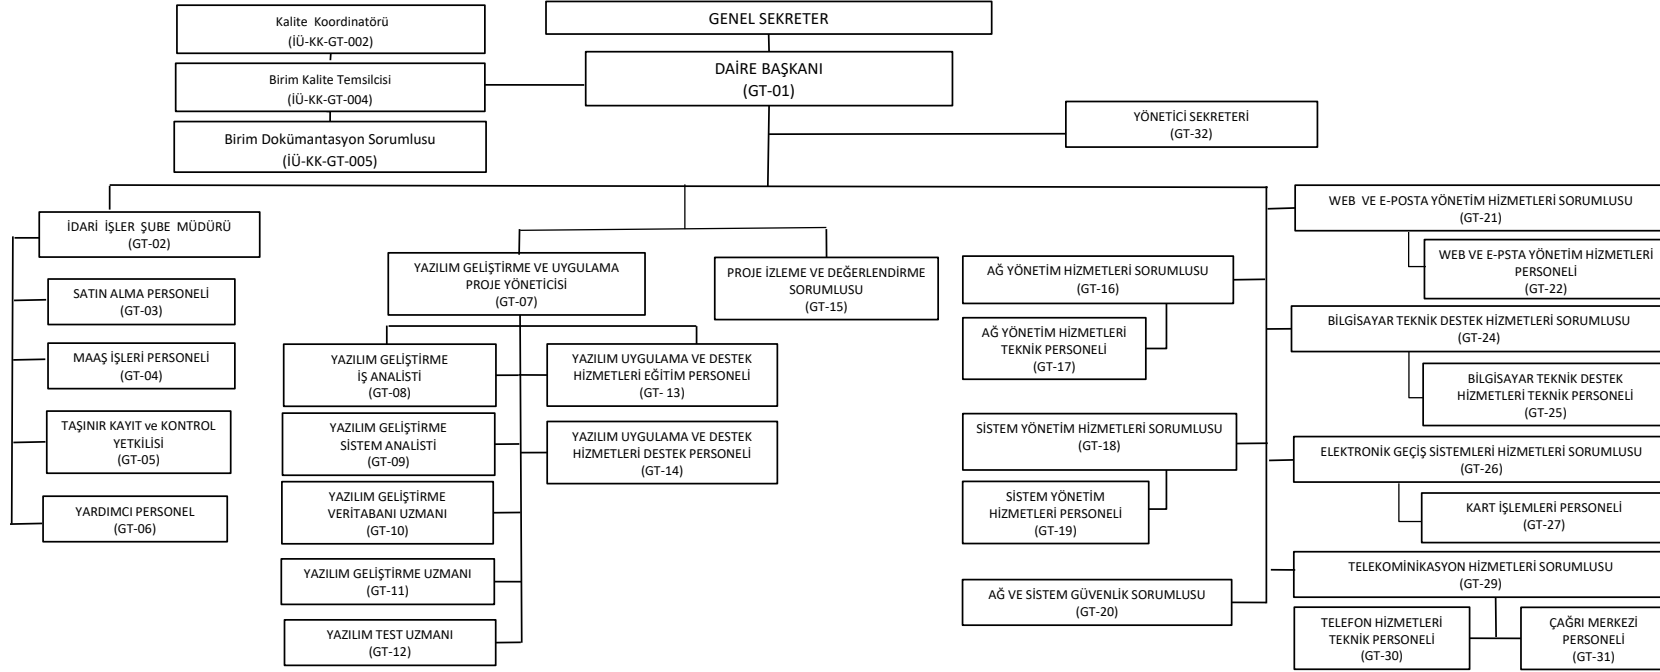 Kalite Koordinatörü
(İÜ-KK-GT-002)
GENEL SEKRETER
Birim Kalite Temsilcisi
(İÜ-KK-GT-004)
DAİRE BAŞKANI
(GT-01)
Birim Dokümantasyon Sorumlusu
(İÜ-KK-GT-005)
YÖNETİCİ SEKRETERİ
(GT-32)
İDARİ İŞLER ŞUBE MÜDÜRÜ
(GT-02)
SATIN ALMA PERSONELİ
(GT-03)
MAAŞ İŞLERİ PERSONELİ
(GT-04)
TAŞINIR KAYIT ve KONTROL
YETKİLİSİ
(GT-05)
YARDIMCI PERSONEL
(GT-06)
YAZILIM GELİŞTİRME VE UYGULAMA
PROJE YÖNETİCİSİ
(GT-07)
PROJE İZLEME VE DEĞERLENDİRME
SORUMLUSU
(GT-15)
YAZILIM GELİŞTİRME
İŞ ANALİSTİ
(GT-08)
YAZILIM GELİŞTİRME
SİSTEM ANALİSTİ
(GT-09)
YAZILIM GELİŞTİRME
VERİTABANI UZMANI
(GT-10)
YAZILIM GELİŞTİRME UZMANI
(GT-11)
YAZILIM TEST UZMANI
(GT-12)
YAZILIM UYGULAMA VE DESTEK
HİZMETLERİ EĞİTİM PERSONELİ
(GT- 13)
YAZILIM UYGULAMA VE DESTEK
HİZMETLERİ DESTEK PERSONELİ
(GT-14)
AĞ YÖNETİM HİZMETLERİ SORUMLUSU
(GT-16)
AĞ YÖNETİM HİZMETLERİ
TEKNİK PERSONELİ
(GT-17)
SİSTEM YÖNETİM HİZMETLERİ SORUMLUSU
(GT-18)
SİSTEM YÖNETİM
HİZMETLERİ PERSONELİ
(GT-19)
AĞ VE SİSTEM GÜVENLİK SORUMLUSU
(GT-20)
WEB VE E-POSTA YÖNETİM HİZMETLERİ SORUMLUSU
(GT-21)
WEB VE E-PSTA YÖNETİM HİZMETLERİ
PERSONELİ
(GT-22)
BİLGİSAYAR TEKNİK DESTEK HİZMETLERİ SORUMLUSU
(GT-24)
BİLGİSAYAR TEKNİK DESTEK
HİZMETLERİ TEKNİK PERSONELİ
(GT-25)
ELEKTRONİK GEÇİŞ SİSTEMLERİ HİZMETLERİ SORUMLUSU
(GT-26)
KART İŞLEMLERİ PERSONELİ
(GT-27)
TELEKOMİNİKASYON HİZMETLERİ SORUMLUSU
(GT-29)
TELEFON HİZMETLERİ
TEKNİK PERSONELİ
(GT-30)
ÇAĞRI MERKEZİ
PERSONELİ
(GT-31)